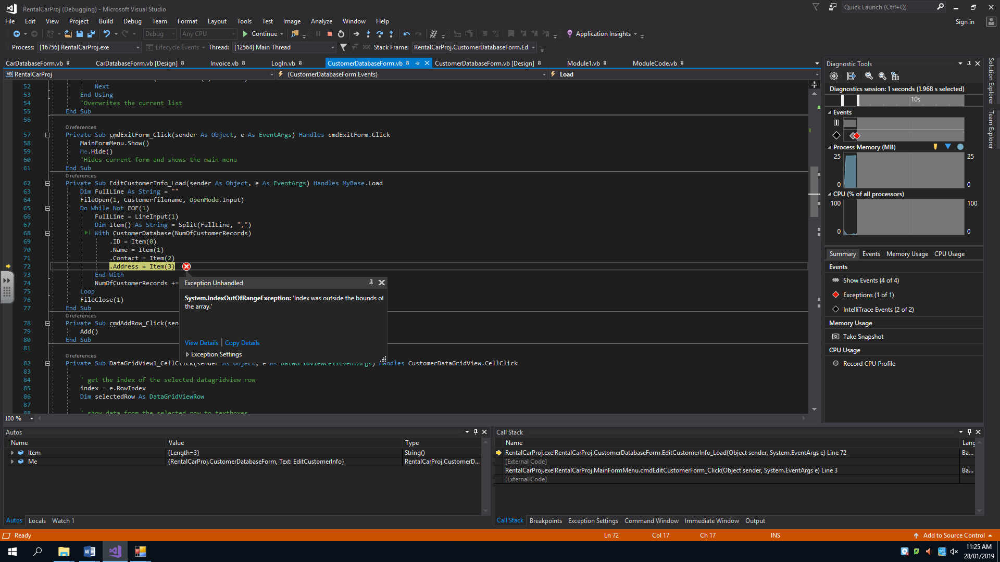 RentalCarProj (Debugging) - Microsoft Visual Studio
Quick Launch (Ctrl+Q)
File Edit View Project Build Debug Team Format Layout Tools Test Image Analyze Window Help
Sign in
Debug Any CPU Continue Application Insights
Process: [16756] RentalCarProj.exe Lifecycle Events Thread: [12564] Main Thread Stack Frame: RentalCarProj.CustomerDatabaseForm.Ed
CarDatabaseForm.vb CarDatabaseForm.vb [Design] Invoice.vb LogIn.vb CustomerDatabaseForm.vb CustomerDatabaseForm.vb [Design] Module1.vb ModuleCode.vb
VB RentalCarProj (CustomerDatabaseForm Events) Load
52 Next
53 End Using
54 'Overwrites the current list
55 End Sub
56
0 references
57 Private Sub cmdExitForm_Click(sender As Object, e As EventArgs) Handles cmdExitForm.Click
58 MainFormMenu.Show()
59 Me.Hide()
60 'Hides current form and shows the main menu
61 End Sub
0 references
62 Private Sub EditCustomerInfo_Load(sender As Object, e As EventArgs) Handles MyBase.Load
63 Dim FullLine As String = ""
64 FileOpen(1, Customerfilename, OpenMode.Input)
65 Do While Not EOF(1)
66 FullLine = LineInput(1)
67 Dim Item() As String = Split(FullLine, ",")
68 With CustomerDatabase(NumOfCustomerRecords)
69 .ID = Item(0)
70 .Name = Item(1)
71 .Contact = Item(2)
72 .Address = Item(3)
73 End With
74 NumOfCustomerRecords +=
75 Loop
76 FileClose(1)
77 End Sub
0 references
78 Private Sub cmdAddRow_Click(sen
79 Add()
80 End Sub
81
0 references
82 Private Sub DataGridView1_CellClick(sender As Object, e As DataGridViewCellEventArgs) Handles CustomerDataGridView.CellClick
83
84 ' get the index of the selected datagridview row
85 index = e.RowIndex
86 Dim selectedRow As DataGridViewRow
87
88 ' show data from the selected row to textboxes
Exception Unhandled
System.IndexOutOfRangeException: 'Index was outside the bounds of
the array.'
View Details | Copy Details
Exception Settings
100 %
Diagnostic Tools
Diagnostics session: 1 seconds (1.968 s selected)
10s
Events
Process Memory (MB)
25 25
0 0
CPU (% of all processors)
100 100
0 0
Summary Events Memory Usage CPU Usage
Events
Show Events (4 of 4)
Exceptions (1 of 1)
IntelliTrace Events (2 of 2)
Memory Usage
Take Snapshot
CPU Usage
Record CPU Profile
Solution Explorer
Team Explorer
Autos
Name Value Type
Item {Length=3} String()
Me {RentalCarProj.CustomerDatabaseForm, Text: EditCustomerInfo} RentalCarProj.CustomerD...
Autos Locals Watch 1
Call Stack
Name Lang
RentalCarProj.exe!RentalCarProj.CustomerDatabaseForm.EditCustomerInfo_Load(Object sender, System.EventArgs e) Line 72 Ba...
[External Code]
RentalCarProj.exe!RentalCarProj.MainFormMenu.cmdEditCustomerForm_Click(Object sender, System.EventArgs e) Line 3 Ba...
[External Code]
Call Stack Breakpoints Exception Settings Command Window Immediate Window Output
Ready Ln 72 Col 17 Ch 17 INS Add to Source Control
11:25 AM
28/01/2019